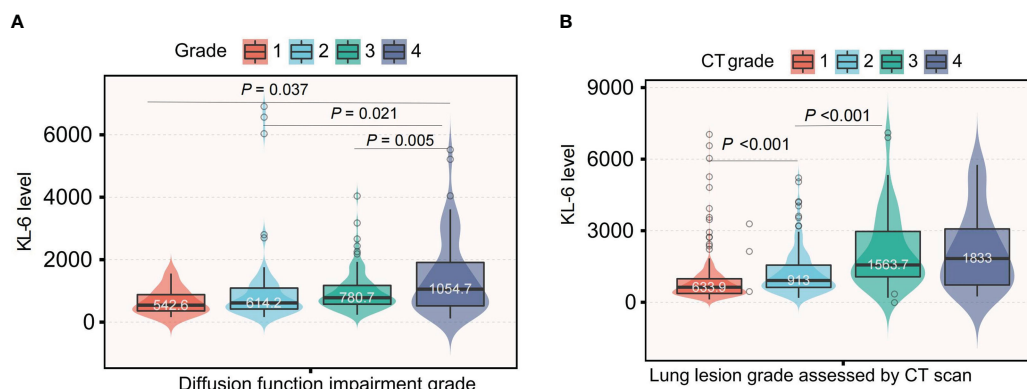 A
Grade 1 2 3 4
P = 0.037
P = 0.021
P = 0.005
KL-6 level
6000
4000
2000
0
542.6 614.2 780.7 1054.7
Diffusion function impairment grade
B
CT grade 1 2 3 4
P <0.001
P <0.001
KL-6 level
9000
6000
3000
0
633.9 913 1563.7 1833
Lung lesion grade assessed by CT scan